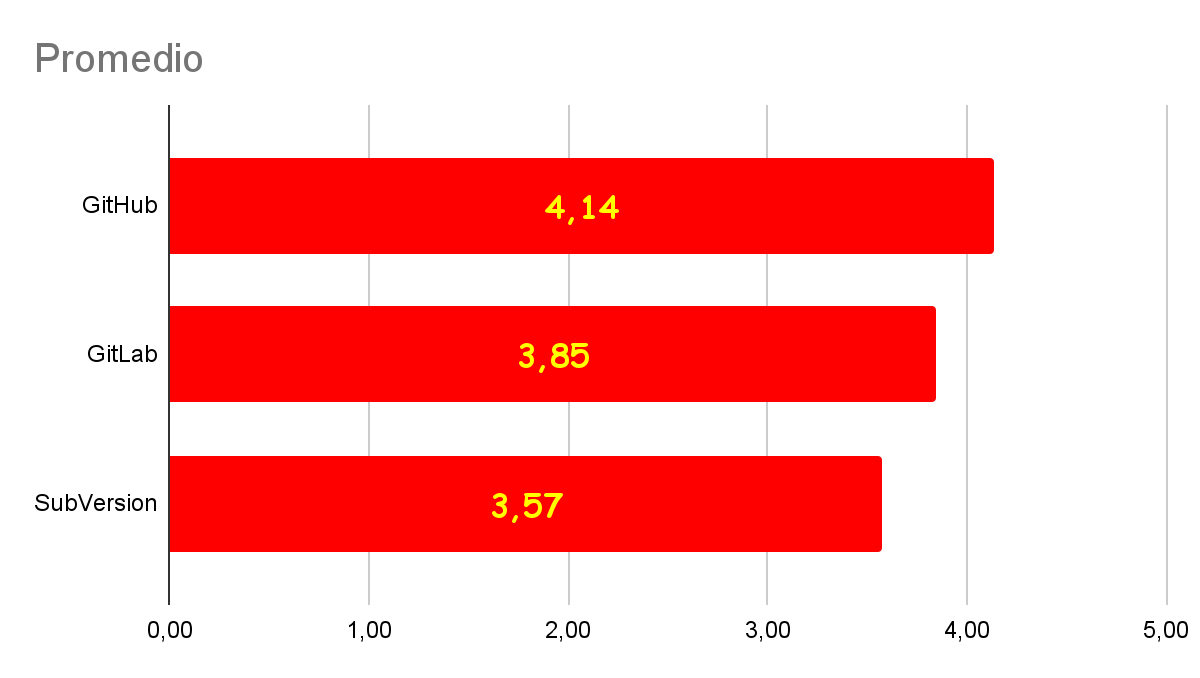 Promedio
GitHub
4,14
GitLab
3,85
SubVersion
3,57
0,00 1,00 2,00 3,00 4,00 5,00